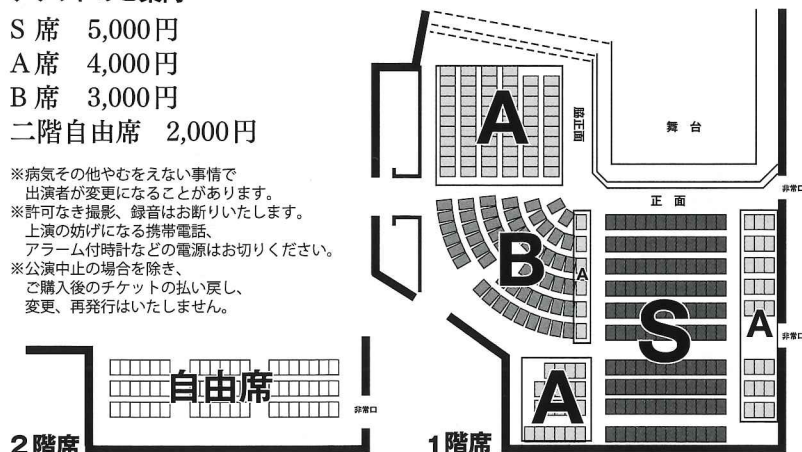 S 席 5,000円
A 席 4,000円
B 席 3,000円
二階自由席 2,000円
※病気その他やむをえない事情で
出演者が変更になることがあります。
※許可なき撮影、録音はお断りいたします。
上演の妨げになる携帯電話、
アラーム付時計などの電源はお切りください。
※公演中止の場合を除き、
ご購入後のチケットの払い戻し、
変更、再発行はいたしません。
A
脇正面
舞 台
非常口
正 面
B
A
S
A
非常口
A
1階席
自由席
非常口
2階席